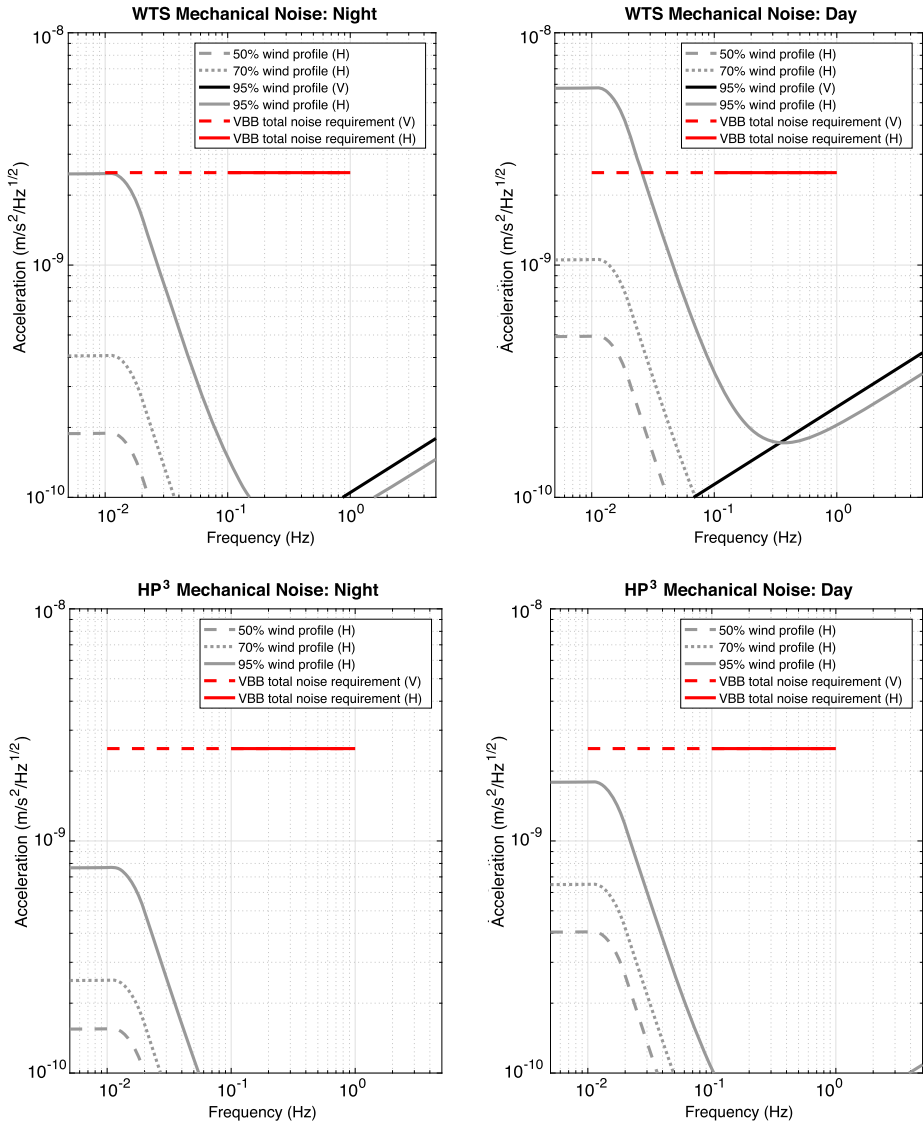 WTS Mechanical Noise: Night
10^-8
10^-9
10^-10
Acceleration (m/s^2/Hz^1/2)
50% wind profile (H)
70% wind profile (H)
95% wind profile (V)
95% wind profile (H)
VBB total noise requirement (V)
VBB total noise requirement (H)
10^-2
10^-1
10^0
Frequency (Hz)
WTS Mechanical Noise: Day
10^-8
10^-9
10^-10
Acceleration (m/s^2/Hz^1/2)
50% wind profile (H)
70% wind profile (H)
95% wind profile (V)
95% wind profile (H)
VBB total noise requirement (V)
VBB total noise requirement (H)
10^-2
10^-1
10^0
Frequency (Hz)
HP^3 Mechanical Noise: Night
10^-8
10^-9
10^-10
Acceleration (m/s^2/Hz^1/2)
50% wind profile (H)
70% wind profile (H)
95% wind profile (H)
VBB total noise requirement (V)
VBB total noise requirement (H)
10^-2
10^-1
10^0
Frequency (Hz)
HP^3 Mechanical Noise: Day
10^-8
10^-9
10^-10
Acceleration (m/s^2/Hz^1/2)
50% wind profile (H)
70% wind profile (H)
95% wind profile (H)
VBB total noise requirement (V)
VBB total noise requirement (H)
10^-2
10^-1
10^0
Frequency (Hz)